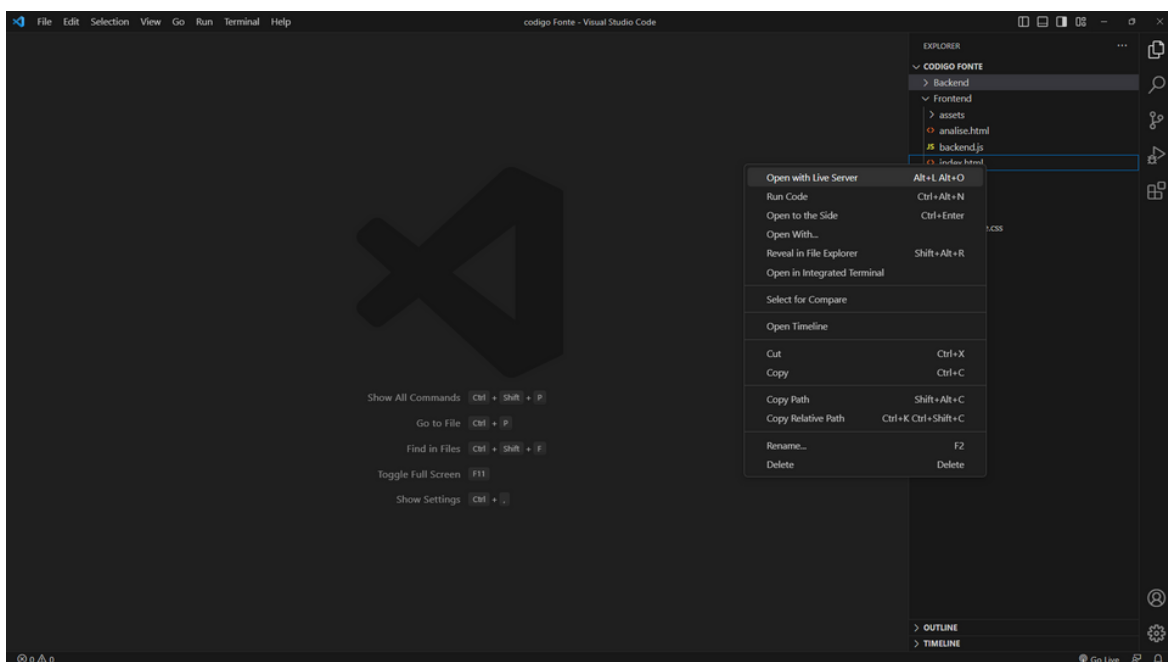 File Edit Selection View Go Run Terminal Help
codigo Fonte - Visual Studio Code
EXPLORER
CODIGO FONTE
Backend
Frontend
assets
analise.html
JS backend.js
index.html
Open with Live Server Alt+L Alt+O
Run Code Ctrl+Alt+N
Open to the Side Ctrl+Enter
Open With...
Reveal in File Explorer Shift+Alt+R
Open in Integrated Terminal
Select for Compare
Open Timeline
Cut Ctrl+X
Copy Ctrl+C
Copy Path Shift+Alt+C
Copy Relative Path Ctrl+K Ctrl+Shift+C
Rename... F2
Delete Delete
Show All Commands Ctrl + Shift + P
Go to File Ctrl + P
Find in Files Ctrl + Shift + F
Toggle Full Screen F11
Show Settings Ctrl + ,
OUTLINE
TIMELINE
0 0
Go Live